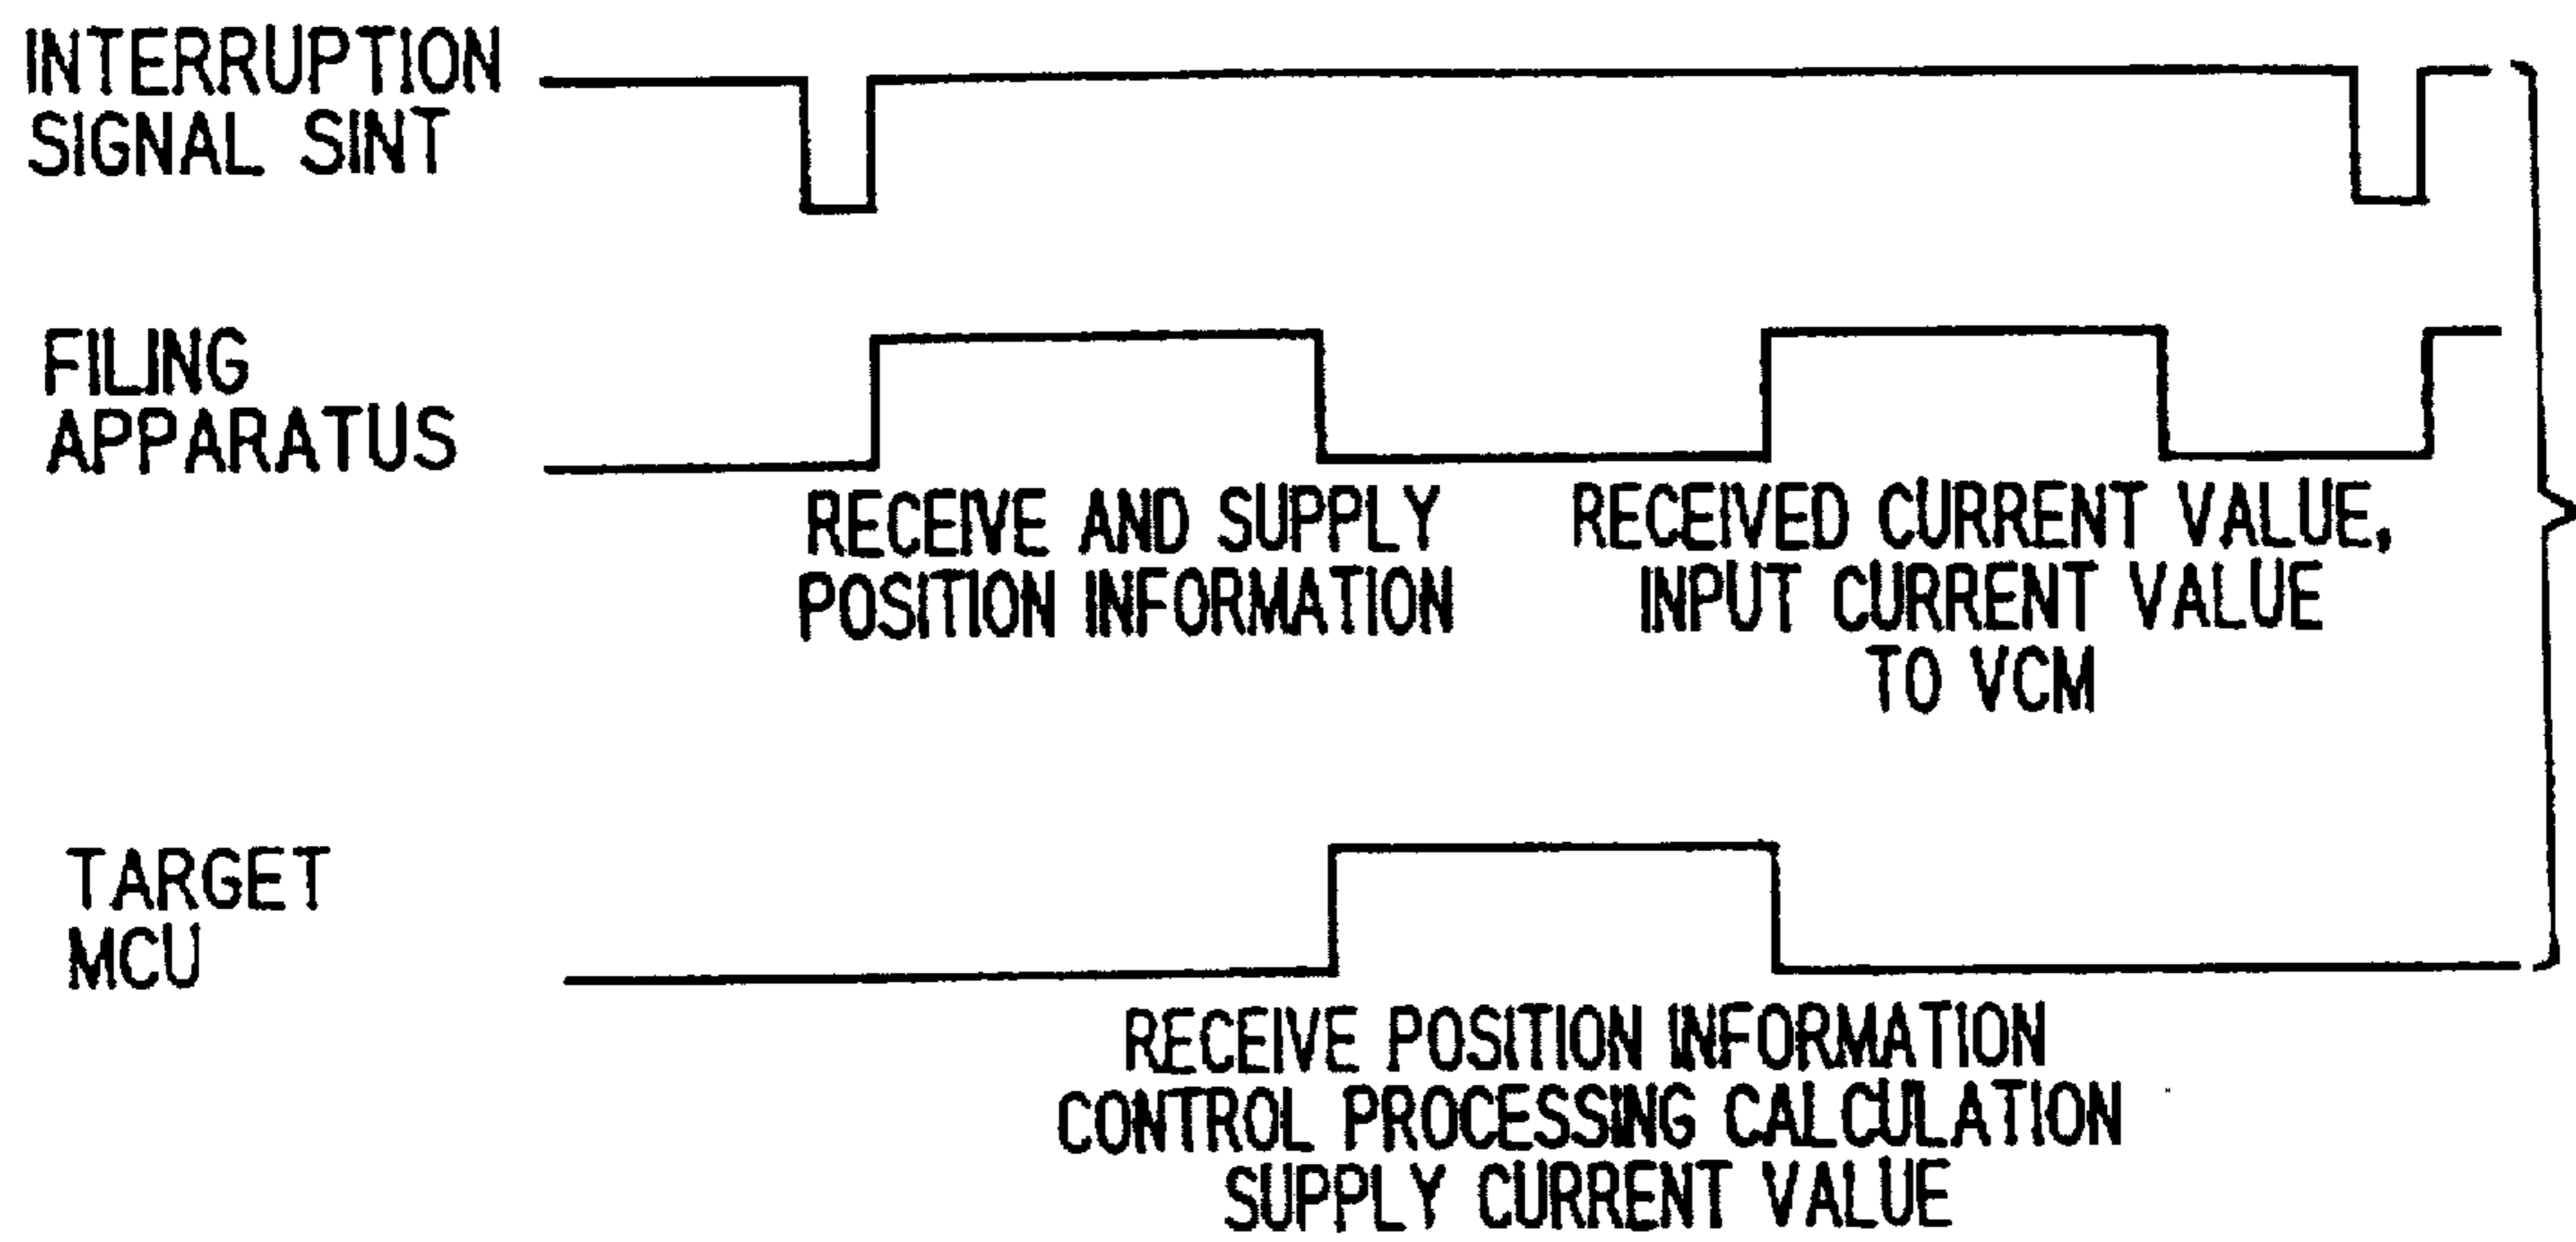 INTERRUPTION
SIGNAL SINT
FILING
APPARATUS
RECEIVE AND SUPPLY
POSITION INFORMATION
RECEIVED CURRENT VALUE,
INPUT CURRENT VALUE
TO VCM
TARGET
MCU
RECEIVE POSITION INFORMATION
CONTROL PROCESSING CALCULATION
SUPPLY CURRENT VALUE